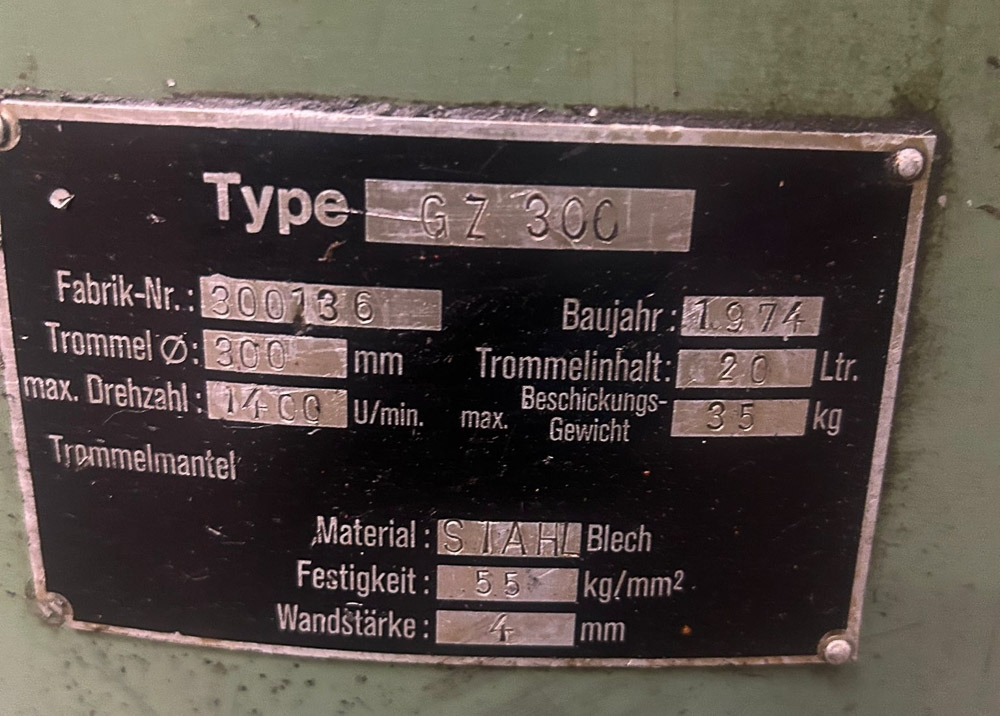 Type GZ 300
Fabrik-Nr.: 300136
Baujahr: 1974
Trommel Ø: 300 mm
Trommelinhalt: 20 Ltr.
max. Drehzahl: 1400 U/min.
max. Beschickungs-
Gewicht 35 kg
Trommelmantel
Material: STAHL Blech
Festigkeit: 55 kg/mm²
Wandstärke: 4 mm